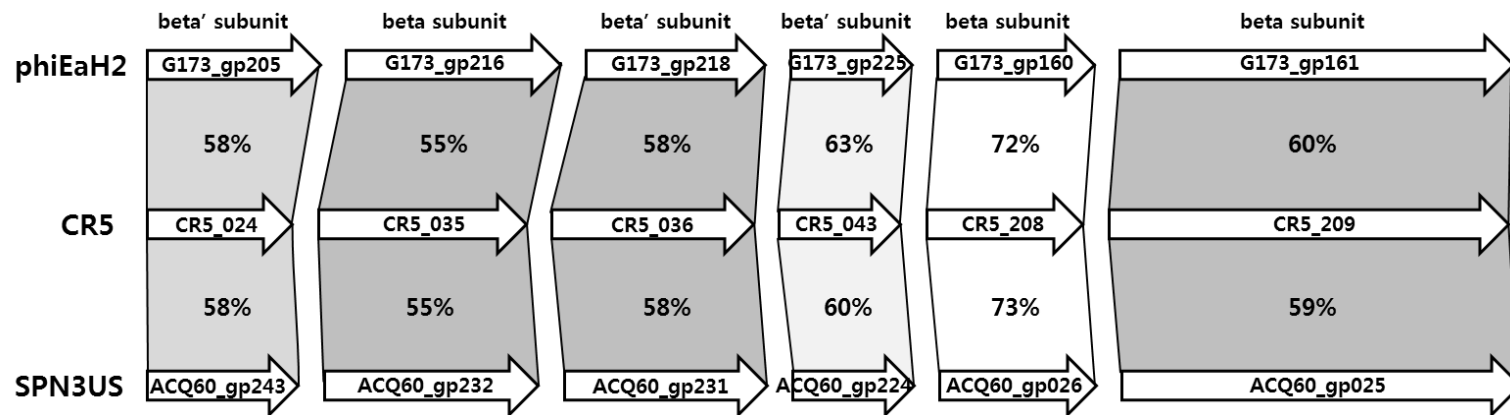 beta’ subunit beta subunit beta’ subunit beta’ subunit beta subunit beta subunit
phiEaH2 G173_gp205 G173_gp216 G173_gp218 G173_gp225 G173_gp160 G173_gp161
58% 55% 58% 63% 72% 60%
CR5 CR5_024 CR5_035 CR5_036 CR5_043 CR5_208 CR5_209
58% 55% 58% 60% 73% 59%
SPN3US ACQ60_gp243 ACQ60_gp232 ACQ60_gp231 ACQ60_gp224 ACQ60_gp026 ACQ60_gp025